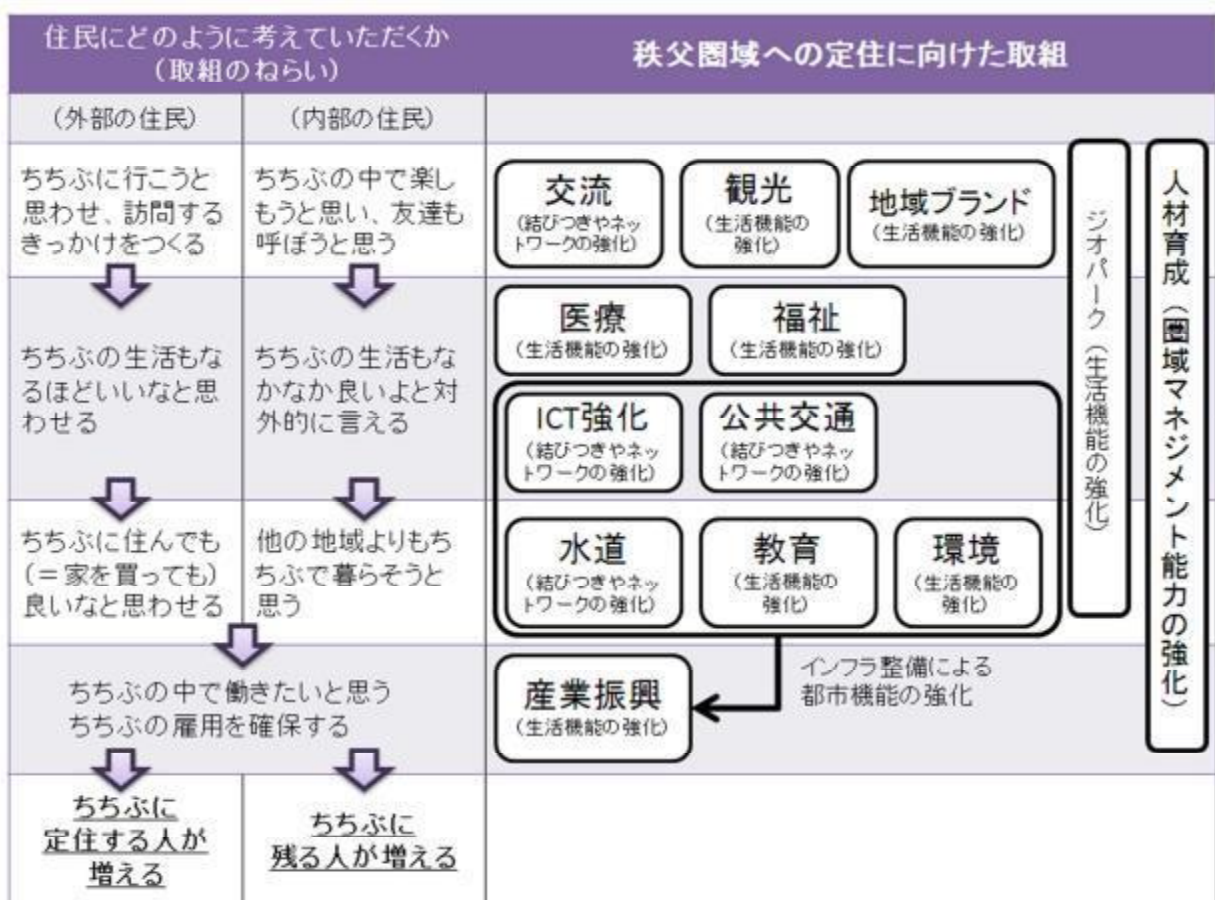 住民にどのように考えていただくか
（取組のねらい）
秩父圏域への定住に向けた取組
（外部の住民）
（内部の住民）
ちちぶに行こうと
思わせ、訪問する
きっかけをつくる
ちちぶの中で楽し
もうと思い、友達も
呼ぼうと思う
交流
（結びつきやネッ
トワークの強化）
観光
（生活機能の
強化）
地域ブランド
（生活機能の強化）
ジオパーク（生活機能の強化）
人材育成（圏域マネジメント能力の強化）
ちちぶの生活もな
るほどいいなと思
わせる
ちちぶの生活もな
かなか良いよと対
外的に言える
医療
（生活機能の強化）
福祉
（生活機能の強化）
ICT強化
（結びつきやネッ
トワークの強化）
公共交通
（結びつきやネッ
トワークの強化）
ちちぶに住んでも
（＝家を買っても）
良いなと思わせる
他の地域よりもち
ちぶで暮らそうと
思う
水道
（結びつきやネッ
トワークの強化）
教育
（生活機能の
強化）
環境
（生活機能の
強化）
ちちぶの中で働きたいと思う
ちちぶの雇用を確保する
産業振興
（生活機能の強化）
インフラ整備による
都市機能の強化
ちちぶに
定住する人が
増える
ちちぶに
残る人が増える